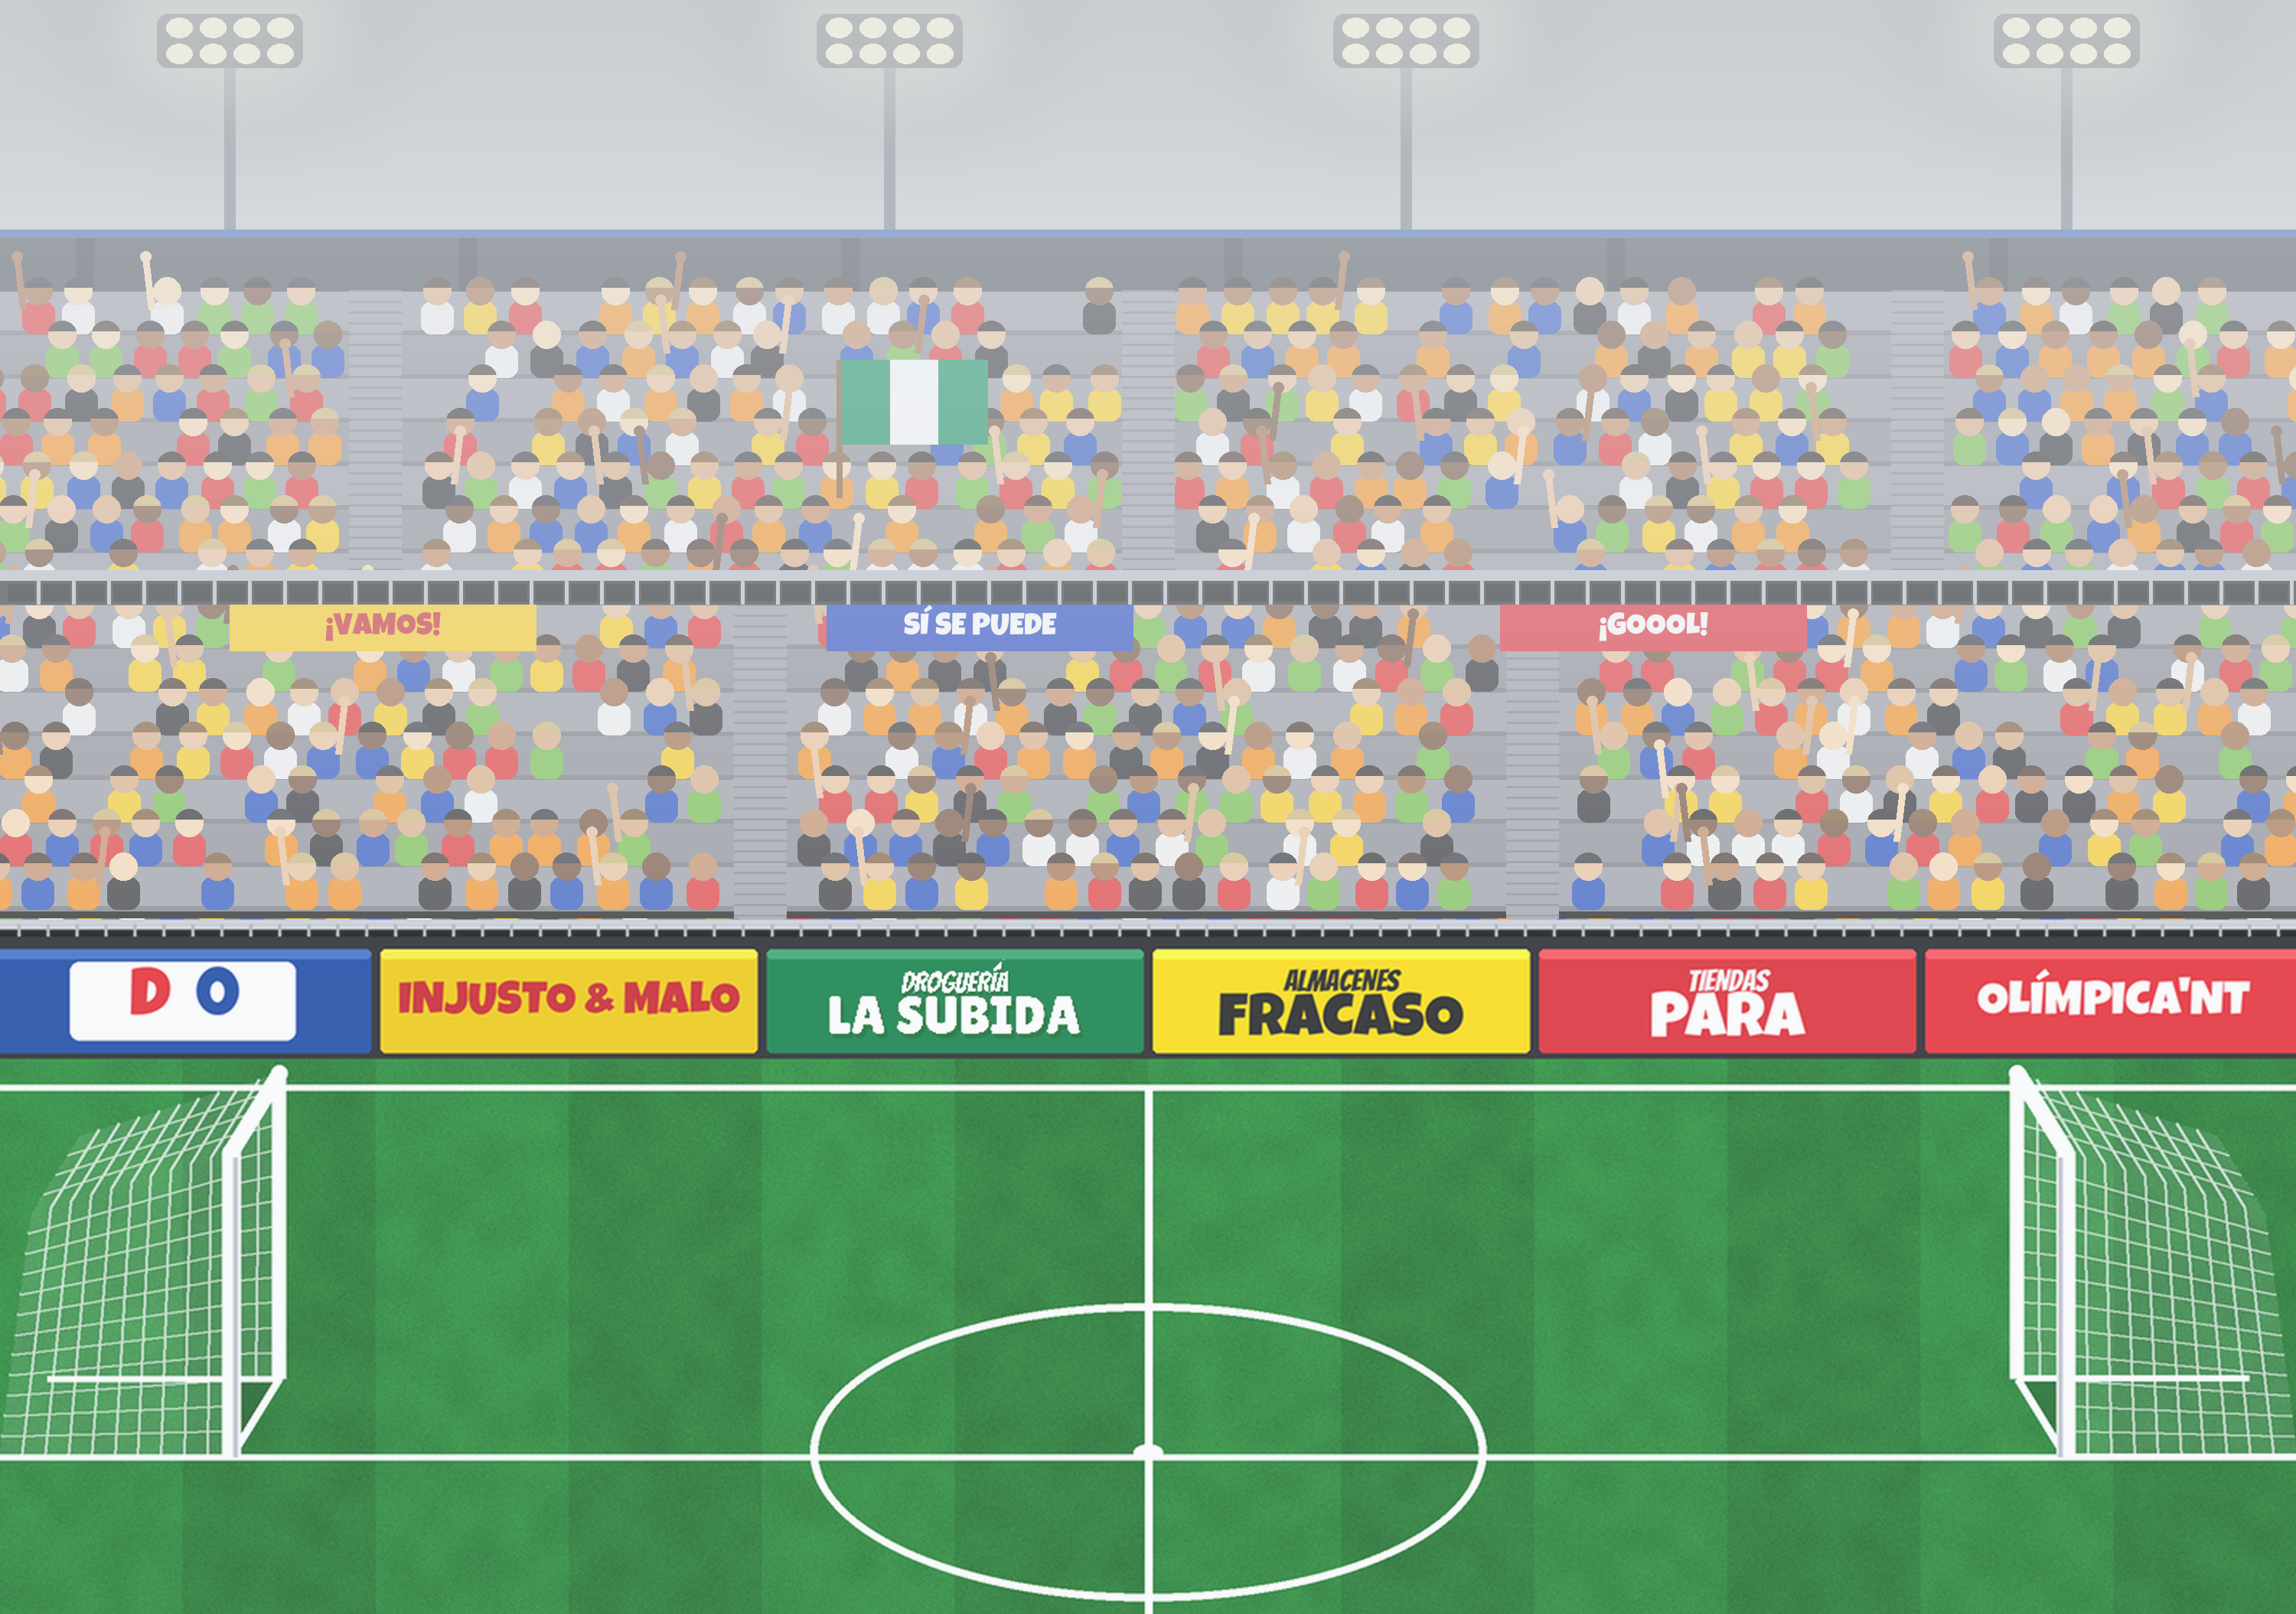 ¡VAMOS!
SÍ SE PUEDE
¡GOOOL!
D O
INJUSTO & MALO
DROGUERÍA
LA SUBIDA
ALMACENES
FRACASO
TIENDAS
PARA
OLÍMPICA'NT